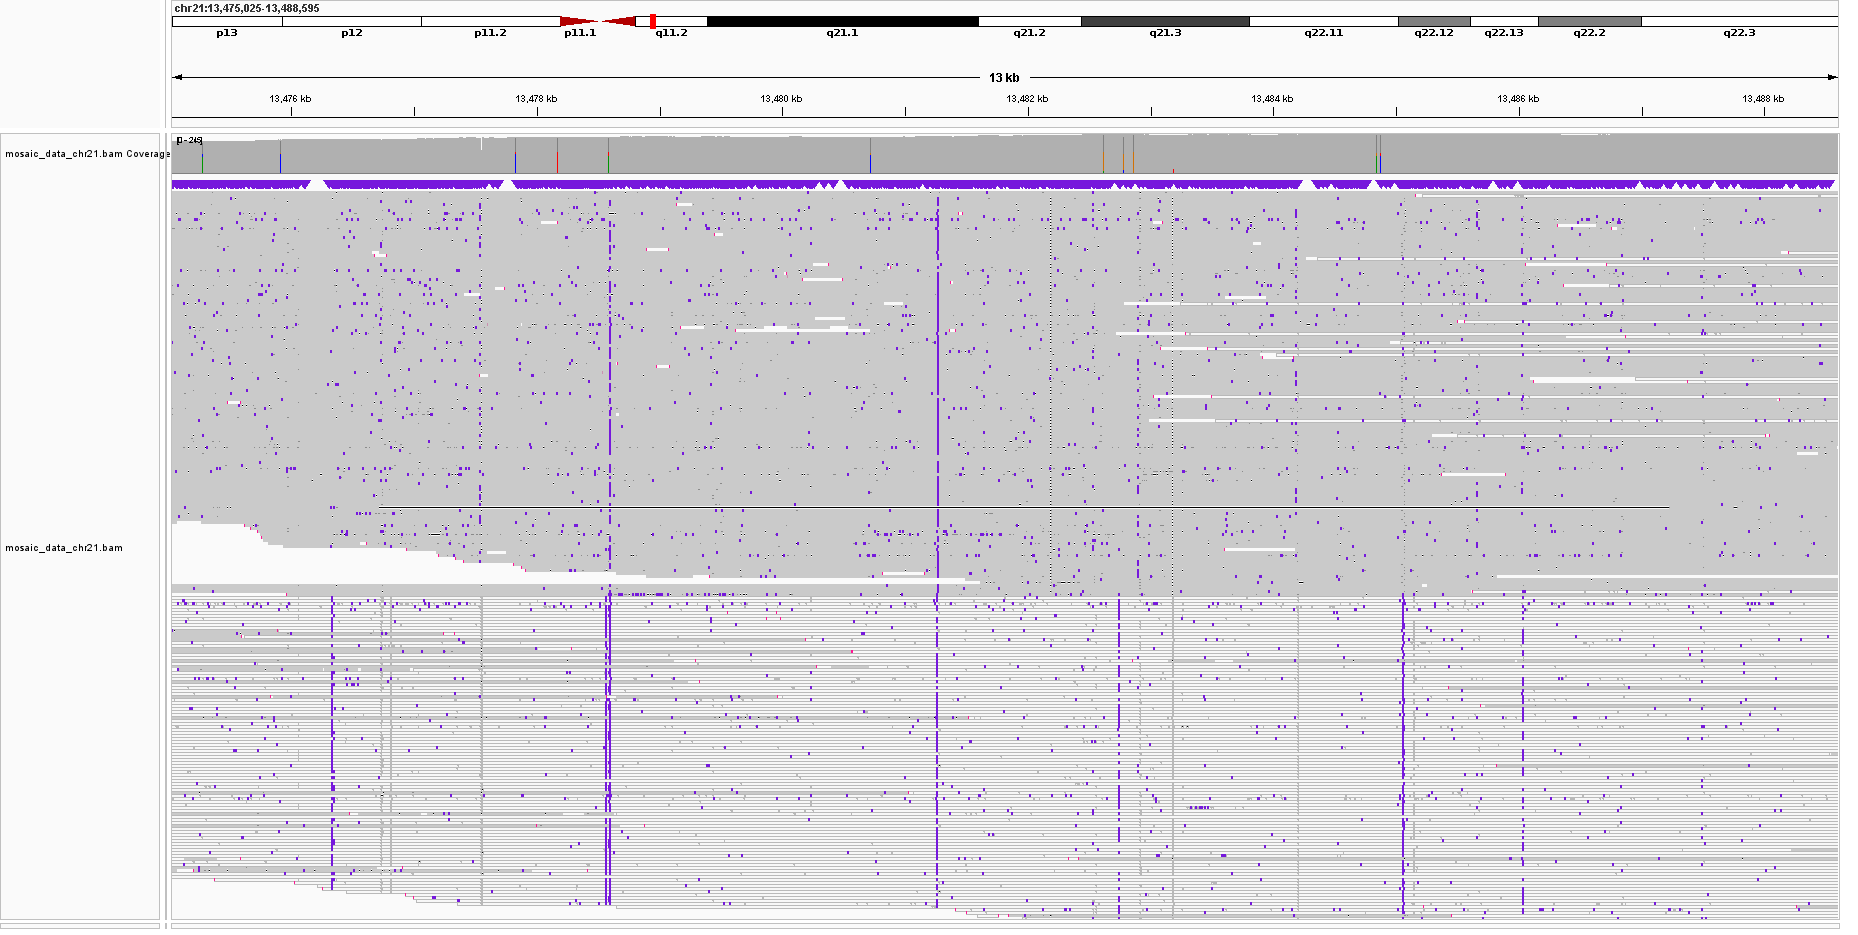 chr21:13,475,025-13,488,595
p13 p12 p11.2 p11.1 q11.2 q21.1 q21.2 q21.3 q22.11 q22.12 q22.13 q22.2 q22.3
13 kb
13,476 kb 13,478 kb 13,480 kb 13,482 kb 13,484 kb 13,486 kb 13,488 kb
mosaic_data_chr21.bam Coverage
mosaic_data_chr21.bam